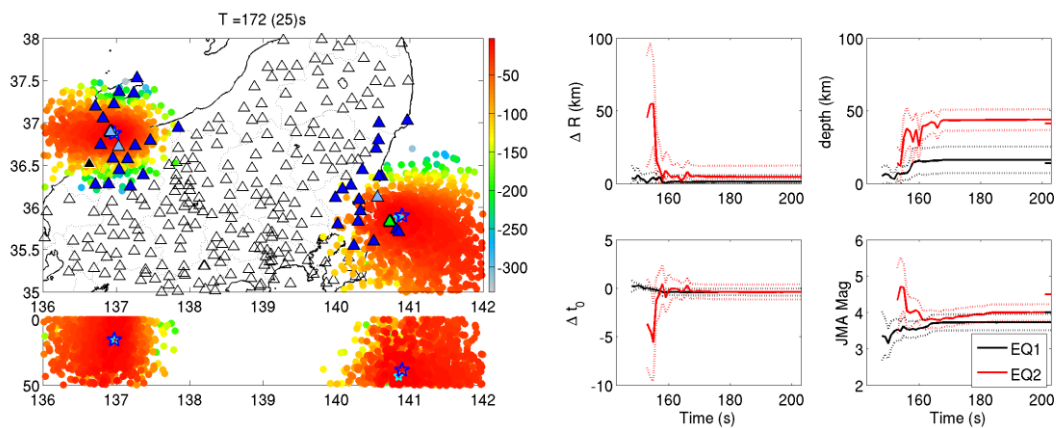 T =172 (25)s
38
37.5
37
36.5
36
35.5
35
136 137 138 139 140 141 142
0
50
136 137 138 139 140 141 142
-50
-100
-150
-200
-250
-300
Δ R (km)
100
50
0
160 180 200
depth (km)
100
50
0
160 180 200
Δ t0
5
0
-5
-10
160 180 200
Time (s)
JMA Mag
6
5
4
3
2
160 180 200
Time (s)
EQ1
EQ2